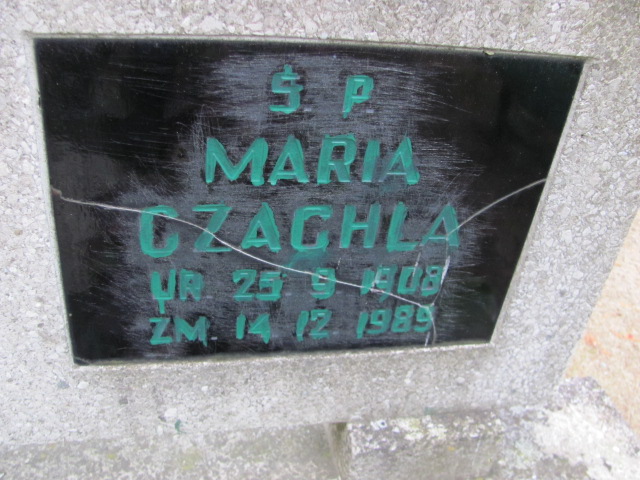 Ś P
MARIA
CZACHLA
UR 25 9 1908
ZM 14 12 1989